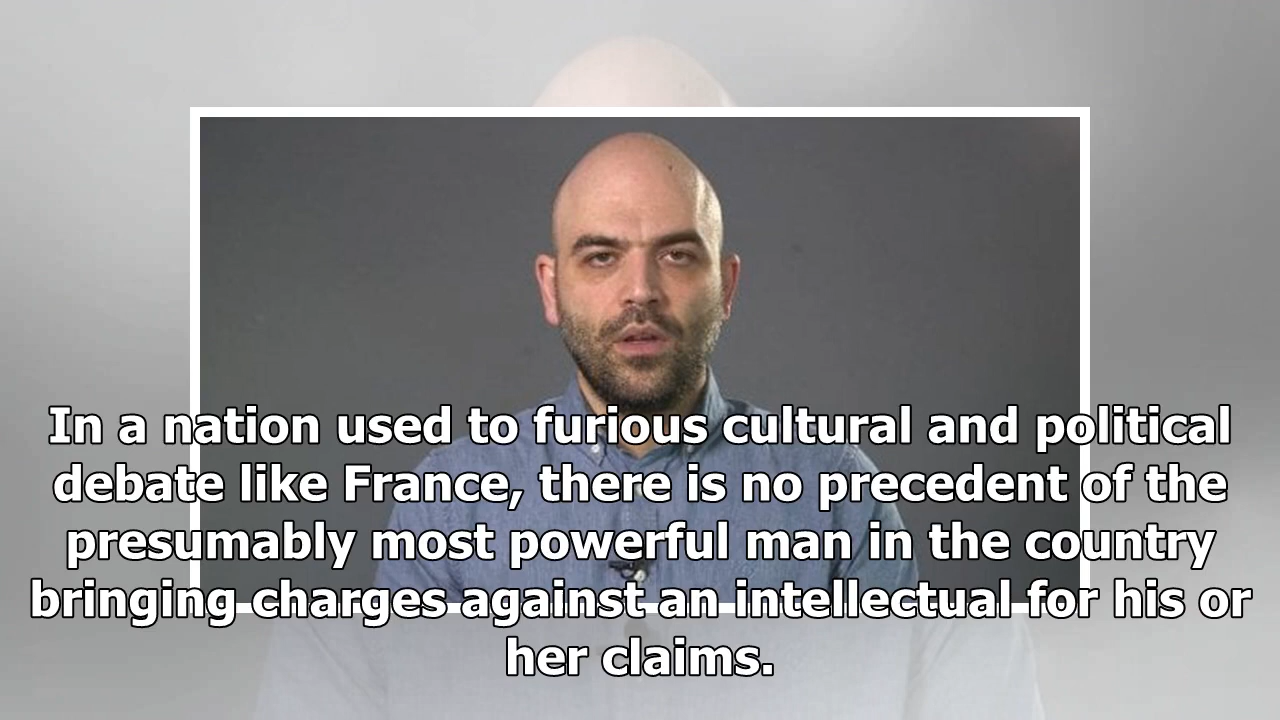 In a nation used to furious cultural and political
debate like France, there is no precedent of the
presumably most powerful man in the country
bringing charges against an intellectual for his or
her claims.